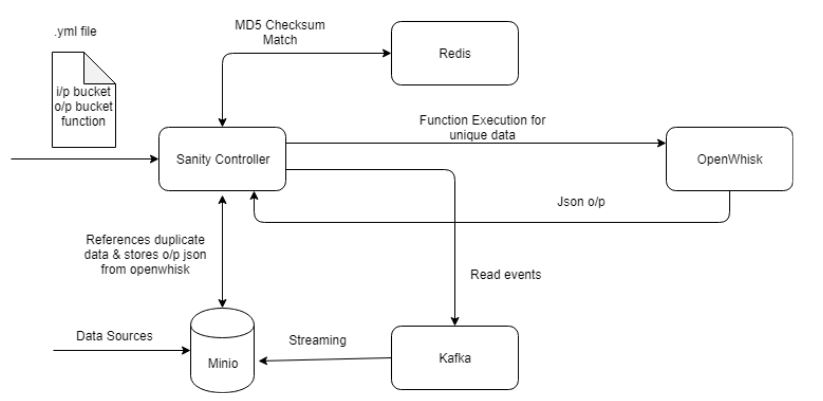 .yml file
i/p bucket
o/p bucket
function
MD5 Checksum
Match
Redis
Sanity Controller
Function Execution for
unique data
OpenWhisk
Json o/p
References duplicate
data & stores o/p json
from openwhisk
Read events
Data Sources
Minio
Streaming
Kafka